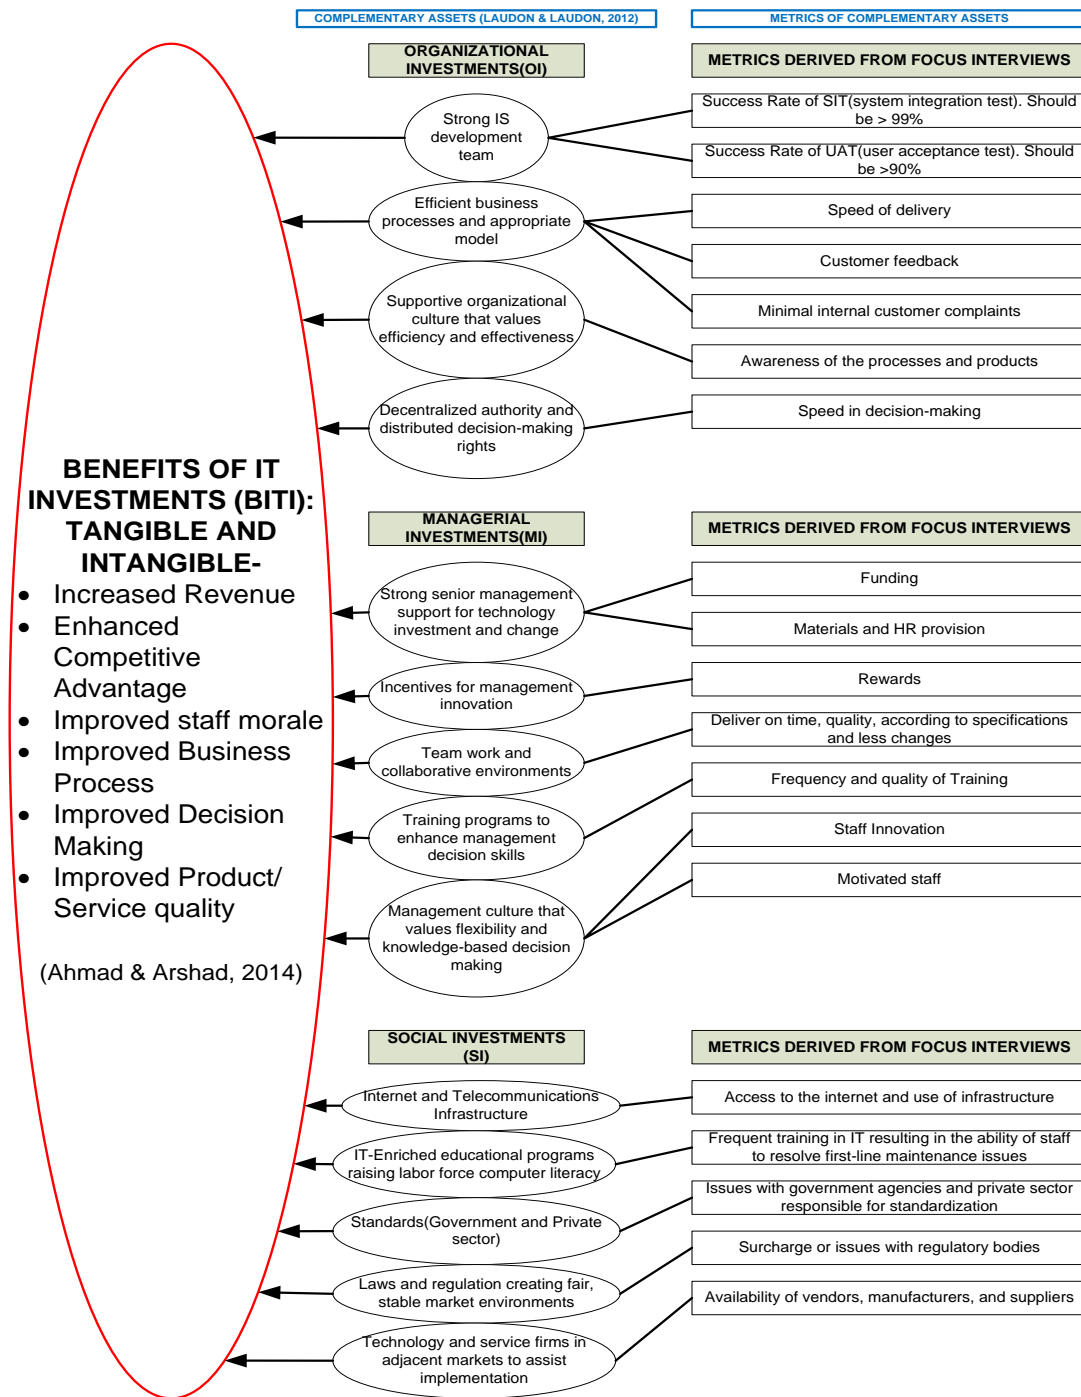 COMPLEMENTARY ASSETS (LAUDON & LAUDON, 2012)
METRICS OF COMPLEMENTARY ASSETS
ORGANIZATIONAL
INVESTMENTS(OI)
METRICS DERIVED FROM FOCUS INTERVIEWS
Strong IS
development
team
Success Rate of SIT(system integration test). Should
be > 99%
Success Rate of UAT(user acceptance test). Should
be >90%
Efficient business
processes and appropriate
model
Speed of delivery
Customer feedback
Minimal internal customer complaints
Supportive organizational
culture that values
efficiency and effectiveness
Awareness of the processes and products
Decentralized authority and
distributed decision-making
rights
Speed in decision-making
BENEFITS OF IT
INVESTMENTS (BITI):
TANGIBLE AND
INTANGIBLE-
• Increased Revenue
• Enhanced
Competitive
Advantage
• Improved staff morale
• Improved Business
Process
• Improved Decision
Making
• Improved Product/
Service quality
(Ahmad & Arshad, 2014)
MANAGERIAL
INVESTMENTS(MI)
METRICS DERIVED FROM FOCUS INTERVIEWS
Strong senior management
support for technology
investment and change
Funding
Materials and HR provision
Incentives for management
innovation
Rewards
Team work and
collaborative environments
Deliver on time, quality, according to specifications
and less changes
Training programs to
enhance management
decision skills
Frequency and quality of Training
Management culture that
values flexibility and
knowledge-based decision
making
Staff Innovation
Motivated staff
SOCIAL INVESTMENTS
(SI)
METRICS DERIVED FROM FOCUS INTERVIEWS
Internet and Telecommunications
Infrastructure
Access to the internet and use of infrastructure
IT-Enriched educational programs
raising labor force computer literacy
Frequent training in IT resulting in the ability of staff
to resolve first-line maintenance issues
Standards(Government and Private
sector)
Issues with government agencies and private sector
responsible for standardization
Laws and regulation creating fair,
stable market environments
Surcharge or issues with regulatory bodies
Technology and service firms in
adjacent markets to assist
implementation
Availability of vendors, manufacturers, and suppliers